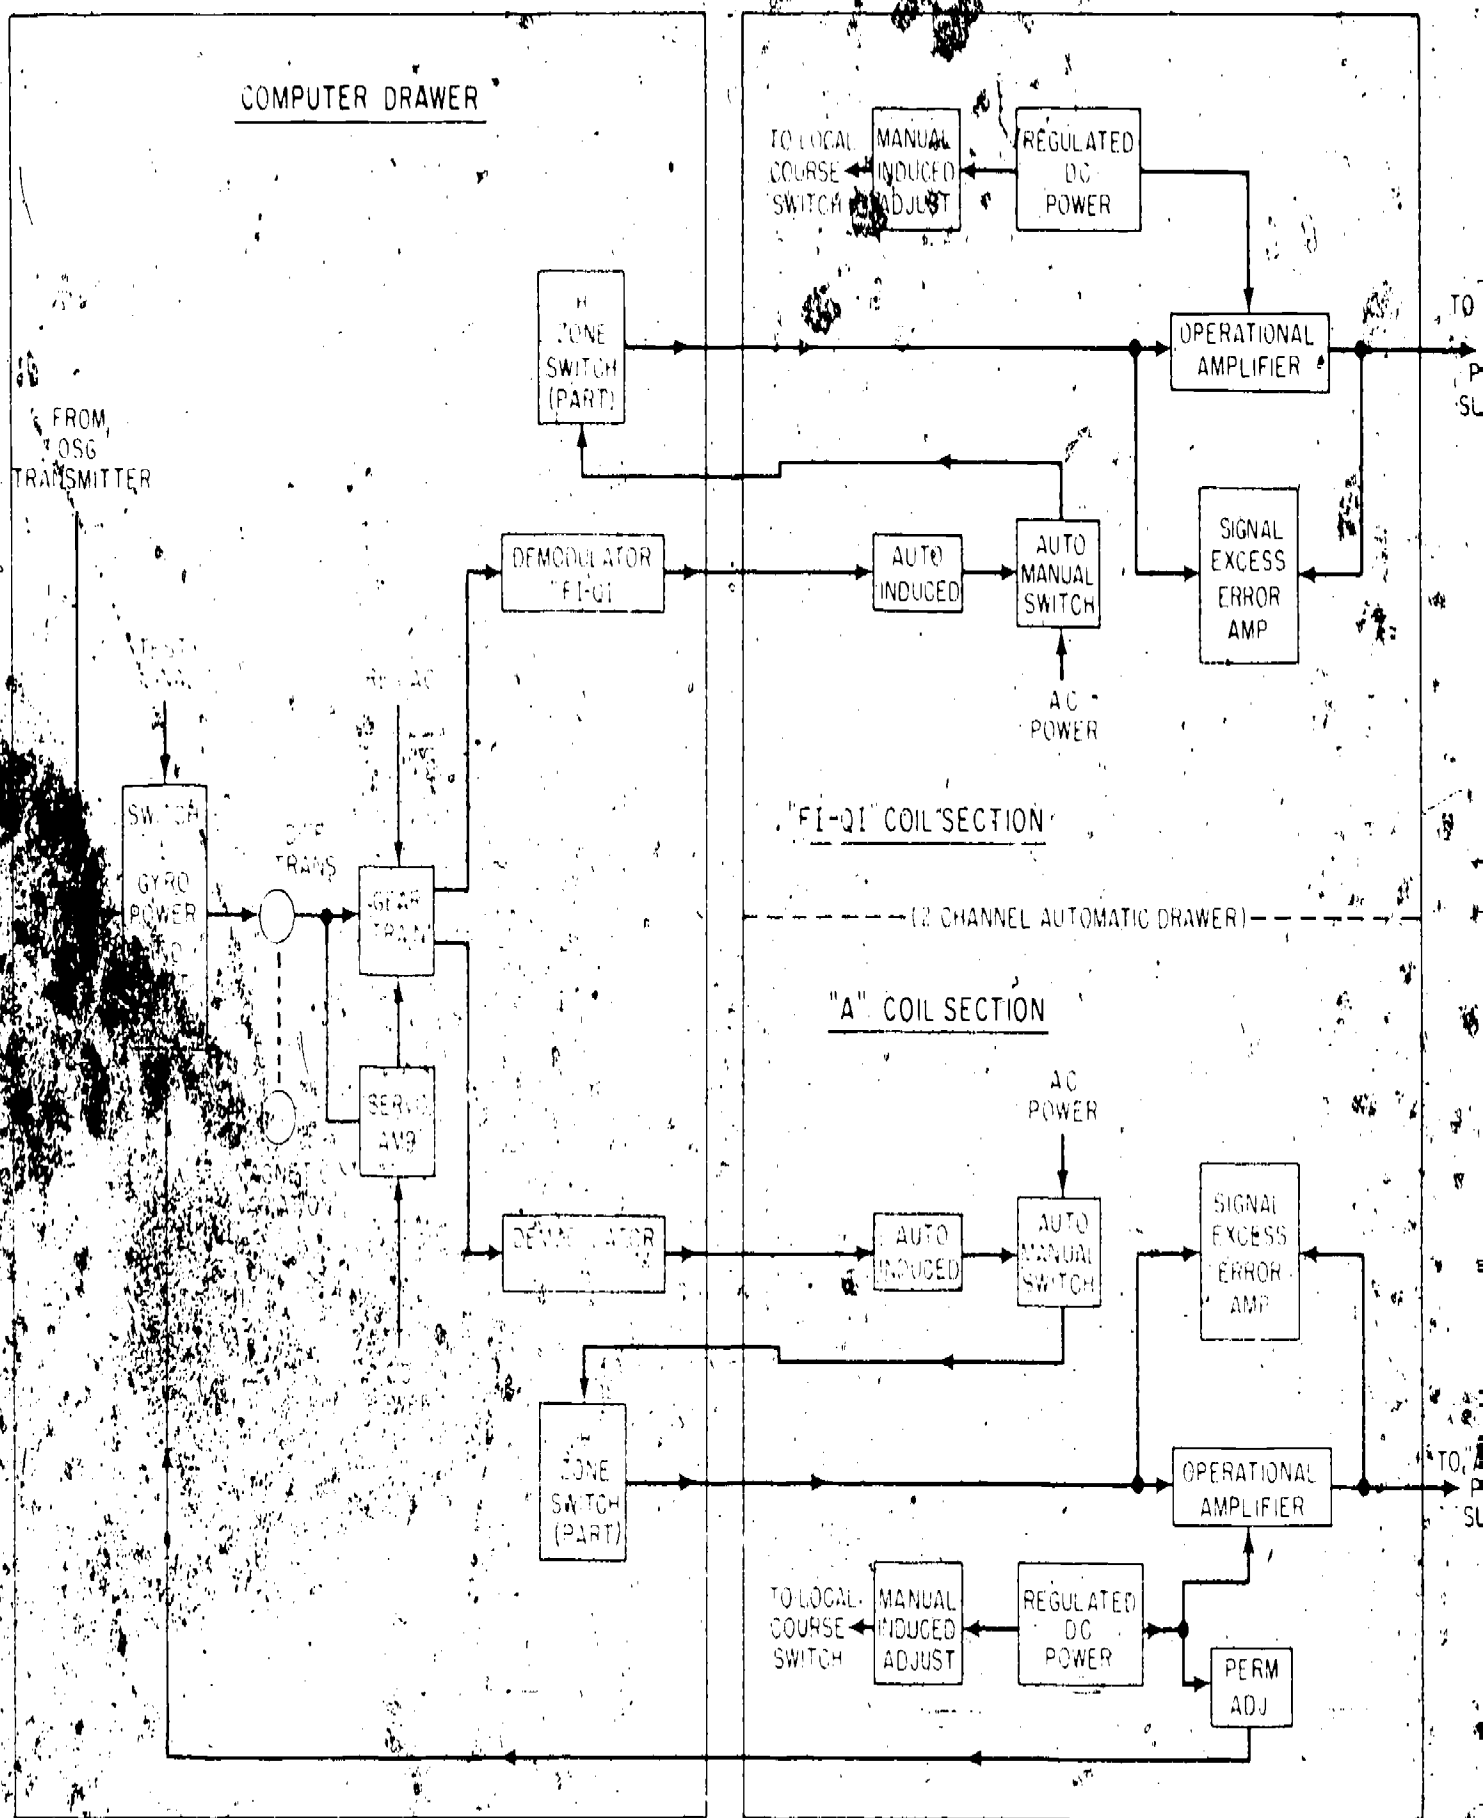 COMPUTER DRAWER
FROM
OSG
TRANSMITTER
H
ZONE
SWITCH
(PART)
DEMODULATOR
"FI-QI
SWITCH
GYRO
POWER
TRANS
GEAR
TRAIN
SERVO
POWER
H
ZONE
SWITCH
(PART)
TO LOCAL
COURSE
SWITCH
MANUAL
INDUCED
ADJUST
REGULATED
DC
POWER
OPERATIONAL
AMPLIFIER
TO
SIGNAL
EXCESS
ERROR
AMP
AUTO
INDUCED
AUTO
MANUAL
SWITCH
AC
POWER
"FI-QI" COIL SECTION
(2 CHANNEL AUTOMATIC DRAWER)
"A" COIL SECTION
AC
POWER
AUTO
INDUCED
AUTO
MANUAL
SWITCH
SIGNAL
EXCESS
ERROR
AMP
OPERATIONAL
AMPLIFIER
TO "A
TO LOCAL
COURSE
SWITCH
MANUAL
INDUCED
ADJUST
REGULATED
DC
POWER
PERM
ADJ